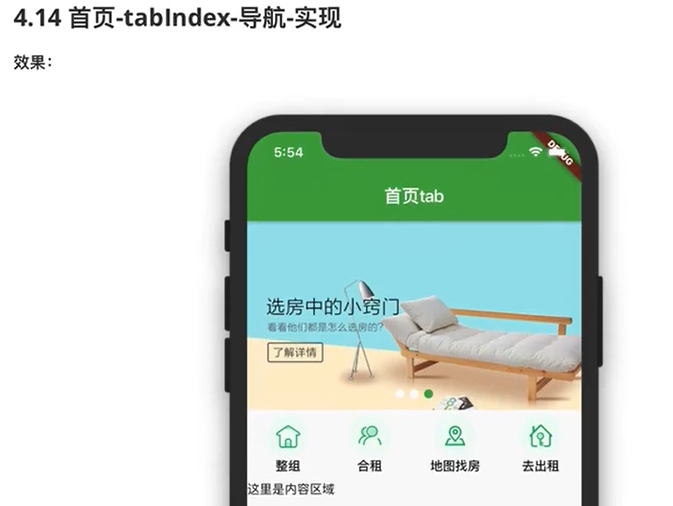 4.14 首页-tabIndex-导航-实现
效果：
5:54
DEBUG
首页tab
选房中的小窍门
看看他们都是怎么选房的？
了解详情
整组 合租 地图找房 去出租
这里是内容区域